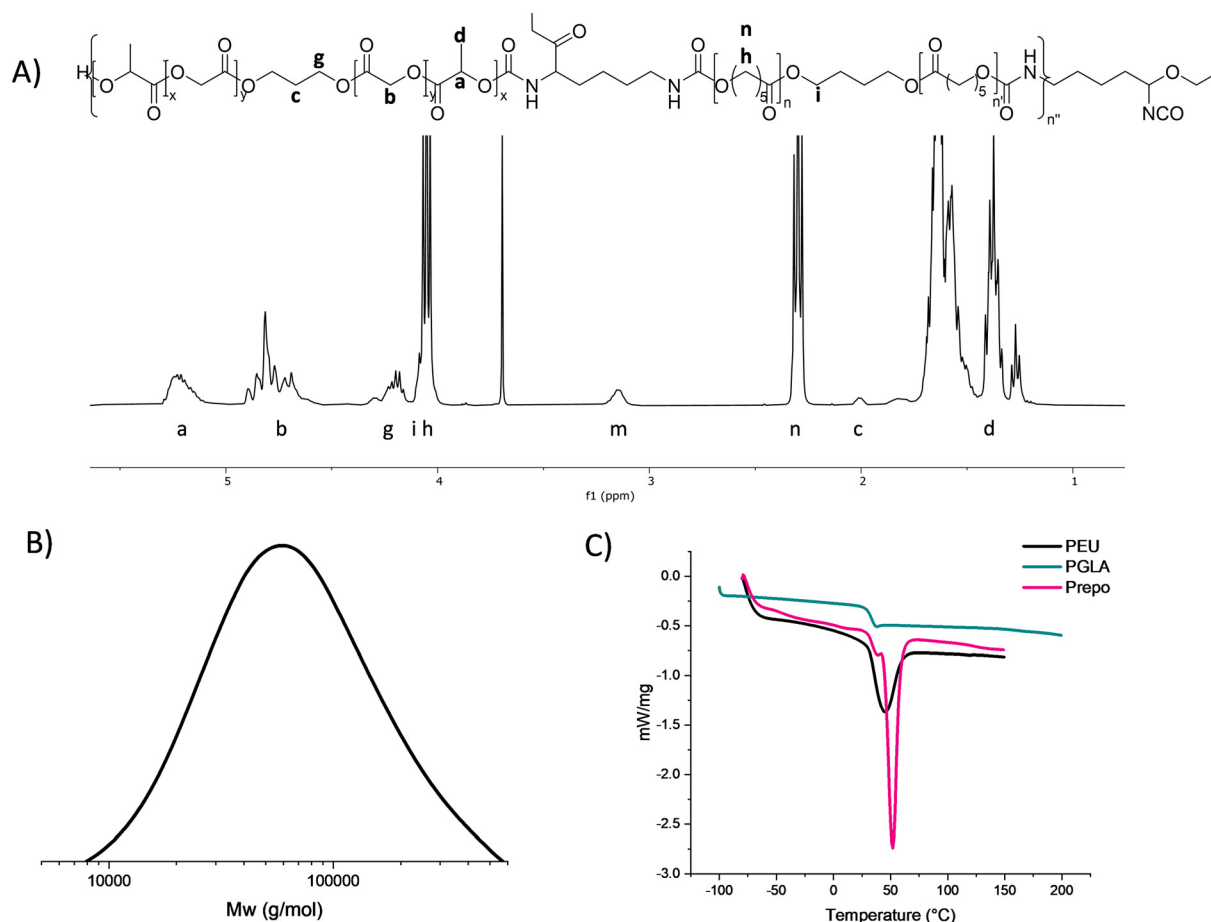 A)
d
g
n
h
a
b
c
i
H
O
O
x
O
O
y
O
O
O
O
y
O
O
x
O
O
N
H
O
N
H
O
O
5
O
n
O
O
O
5
O
n'
O
H
N
n''
O
NCO
a b g i h m n c d
5 4 3 2 1
f1 (ppm)
B)
10000 100000
Mw (g/mol)
C)
PEU
PGLA
Prepo
0.0
-0.5
-1.0
-1.5
-2.0
-2.5
-3.0
mW/mg
-100 -50 0 50 100 150 200
Temperature (°C)